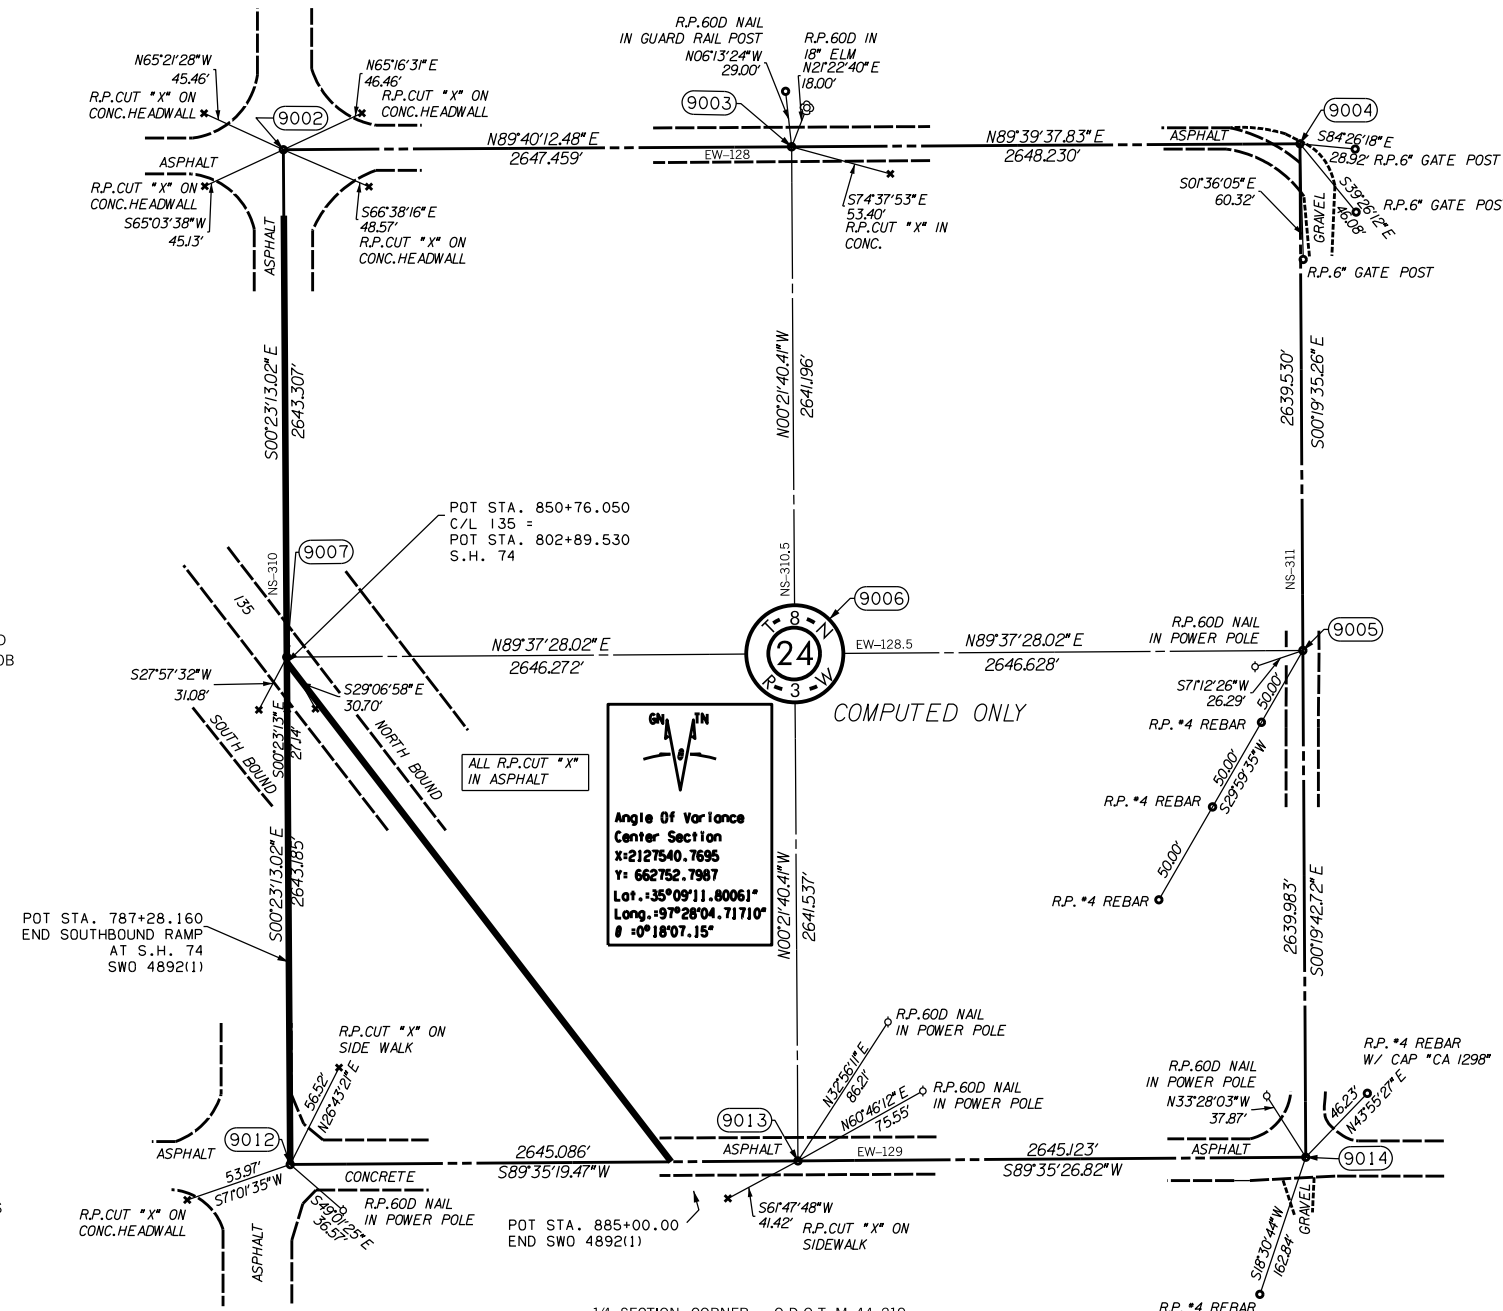 R.P.60D NAIL
IN GUARD RAIL POST
N06°13'24"W
29.00'
R.P.60D IN
18" ELM
N21°22'40"E
18.00'
N65°21'28"W
45.46'
R.P.CUT "X" ON
CONC.HEADWALL
N65°16'31"E
46.46'
R.P.CUT "X" ON
CONC.HEADWALL
9002
9003
9004
ASPHALT
R.P.CUT "X" ON
CONC.HEADWALL
S65°03'38"W
45.13'
S66°38'16"E
48.57'
R.P.CUT "X" ON
CONC.HEADWALL
ASPHALT
N89°40'12.48"E
2647.459'
EW-128
N89°39'37.83"E
2648.230'
S74°37'53"E
53.40'
R.P.CUT "X" IN
CONC.
ASPHALT
S84°26'18"E
28.92' R.P.6" GATE POST
S39°26'12"E
46.08'
R.P.6" GATE POS
S01°36'05"E
60.32'
GRAVEL
R.P.6" GATE POST
S00°23'13.02"E
2643.307'
N00°21'40.41"W
2641.196'
2639.530'
S00°19'35.26"E
POT STA. 850+76.050
C/L I35 =
POT STA. 802+89.530
S.H. 74
NS-310
NS-310.5
NS-311
9007
I35
9006
T-8-N
24
R-3-W
COMPUTED ONLY
N89°37'28.02"E
2646.272'
EW-128.5
N89°37'28.02"E
2646.628'
9005
R.P.60D NAIL
IN POWER POLE
S71°12'26"W
26.29'
50.00'
R.P. #4 REBAR
50.00'
S29°59'35"W
R.P. #4 REBAR
50.00'
R.P. #4 REBAR
D
0B
S27°57'32"W
31.08'
S29°06'58"E
30.70'
S00°23'13"E
27.14'
SOUTH BOUND
NORTH BOUND
ALL R.P.CUT "X"
IN ASPHALT
GN TN
θ
Angle Of Variance
Center Section
X=2127540.7695
Y= 662752.7987
Lat.=35°09'11.80061"
Long.=97°28'04.71710"
θ =0°18'07.15"
S00°23'13.02"E
2643.185'
N00°21'40.41"W
2641.537'
2639.983'
S00°19'42.72"E
POT STA. 787+28.160
END SOUTHBOUND RAMP
AT S.H. 74
SWO 4892(1)
R.P.CUT "X" ON
SIDE WALK
56.52'
N26°43'21"E
R.P.60D NAIL
IN POWER POLE
N32°56'11"E
86.21'
R.P.60D NAIL
IN POWER POLE
N60°46'12"E
75.55'
R.P.60D NAIL
IN POWER POLE
N33°28'03"W
37.87'
R.P. #4 REBAR
W/ CAP "CA 1298"
46.23'
N43°55'27"E
9012
ASPHALT
9013
ASPHALT
EW-129
ASPHALT
9014
2645.086'
S89°35'19.47"W
2645.123'
S89°35'26.82"W
53.97'
S71°01'35"W
CONCRETE
R.P.CUT "X" ON
CONC.HEADWALL
S49°01'25"E
36.57'
R.P.60D NAIL
IN POWER POLE
ASPHALT
POT STA. 885+00.00
END SWO 4892(1)
S61°47'48"W
41.42'
R.P.CUT "X" ON
SIDEWALK
GRAVEL
S18°30'44"W
162.84'
R.P. #4 REBAR